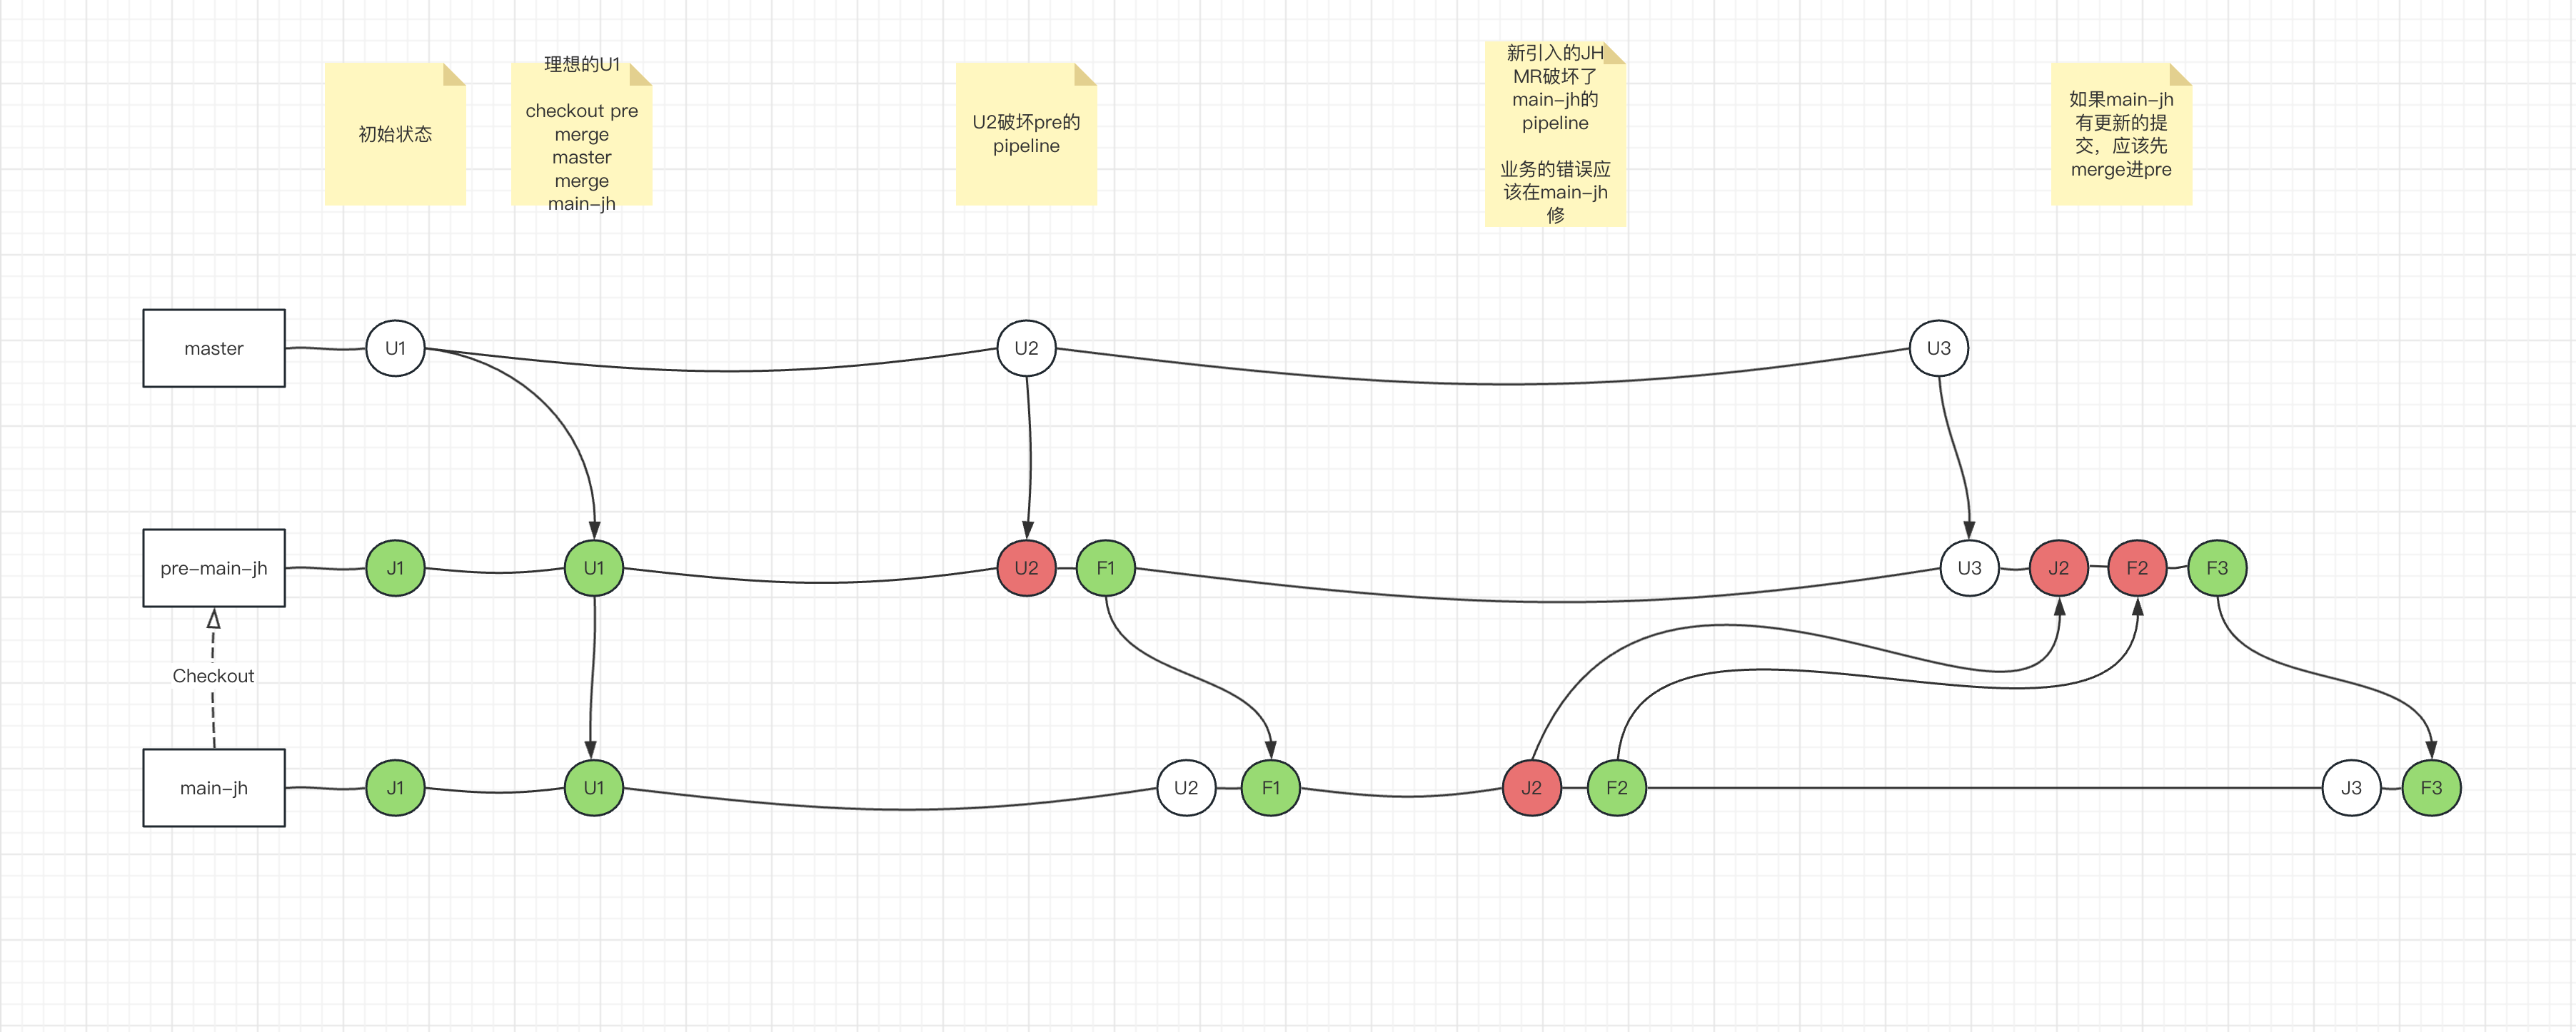 初始状态
理想的U1
checkout pre
merge
master
merge
main-jh
U2破坏pre的
pipeline
新引入的JH
MR破坏了
main-jh的
pipeline
业务的错误应
该在main-jh
修
如果main-jh
有更新的提
交，应该先
merge进pre
master
U1
U2
U3
pre-main-jh
J1
U1
U2
F1
U3
J2
F2
F3
Checkout
main-jh
J1
U1
U2
F1
J2
F2
J3
F3